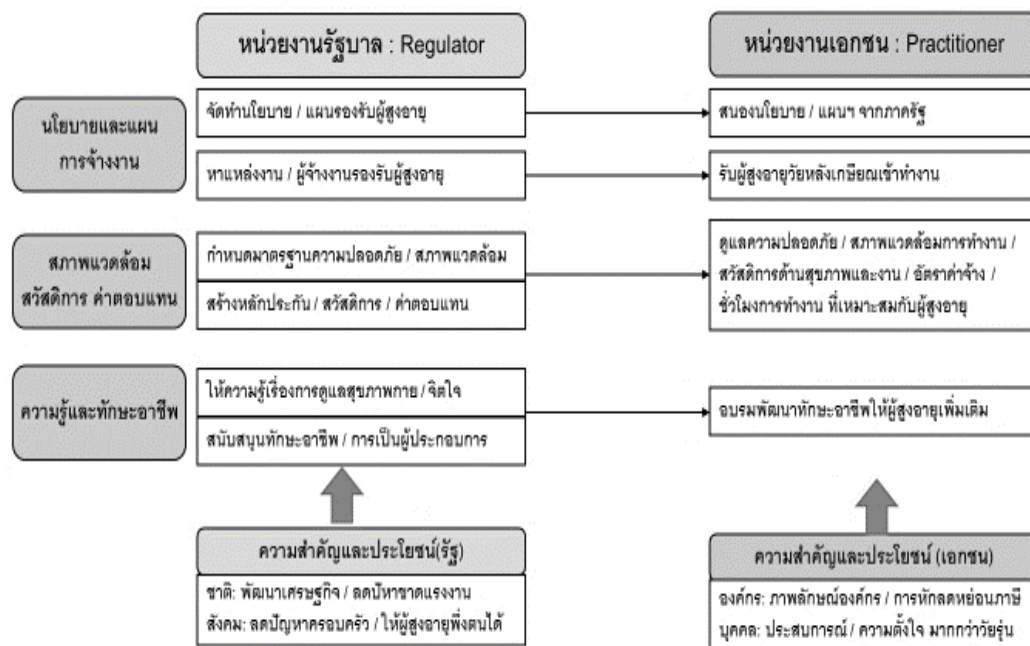 หน่วยงานรัฐบาล : Regulator
หน่วยงานเอกชน : Practitioner
นโยบายและแผน
การจ้างงาน
จัดทำนโยบาย / แผนรองรับผู้สูงอายุ
สนองนโยบาย / แผนฯ จากภาครัฐ
หาแหล่งงาน / ผู้จ้างงานรองรับผู้สูงอายุ
รับผู้สูงอายุวัยหลังเกษียณเข้าทำงาน
สภาพแวดล้อม
สวัสดิการ ค่าตอบแทน
กำหนดมาตรฐานความปลอดภัย / สภาพแวดล้อม
สร้างหลักประกัน / สวัสดิการ / ค่าตอบแทน
ดูแลความปลอดภัย / สภาพแวดล้อมการทำงาน /
สวัสดิการด้านสุขภาพและงาน / อัตราค่าจ้าง /
ชั่วโมงการทำงาน ที่เหมาะสมกับผู้สูงอายุ
ความรู้และทักษะอาชีพ
ให้ความรู้เรื่องการดูแลสุขภาพกาย / จิตใจ
สนับสนุนทักษะอาชีพ / การเป็นผู้ประกอบการ
อบรมพัฒนาทักษะอาชีพให้ผู้สูงอายุเพิ่มเติม
ความสำคัญและประโยชน์(รัฐ)
ชาติ: พัฒนาเศรษฐกิจ / ลดปัหาขาดแรงงาน
สังคม: ลดปัญหาครอบครัว / ให้ผู้สูงอายุพึ่งตนได้
ความสำคัญและประโยชน์ (เอกชน)
องค์กร: ภาพลักษณ์องค์กร / การหักลดหย่อนภาษี
บุคคล: ประสบการณ์ / ความตั้งใจ มากกว่าวัยรุ่น